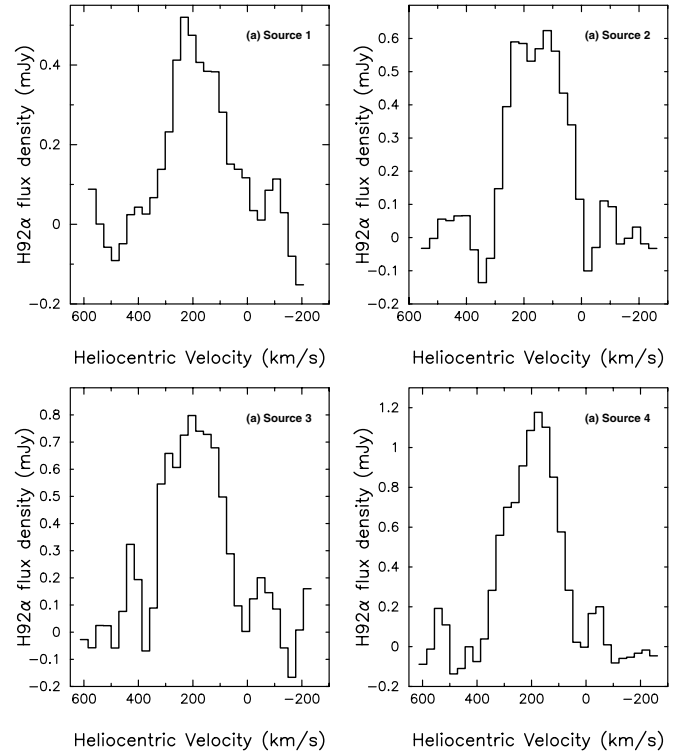 (a) Source 1
H92α flux density (mJy)
0.4
0.2
0
−0.2
600 400 200 0 −200
Heliocentric Velocity (km/s)
(a) Source 2
H92α flux density (mJy)
0.6
0.5
0.4
0.3
0.2
0.1
0
−0.1
−0.2
600 400 200 0 −200
Heliocentric Velocity (km/s)
(a) Source 3
H92α flux density (mJy)
0.8
0.7
0.6
0.5
0.4
0.3
0.2
0.1
0
−0.1
−0.2
600 400 200 0 −200
Heliocentric Velocity (km/s)
(a) Source 4
H92α flux density (mJy)
1.2
1
0.8
0.6
0.4
0.2
0
−0.2
600 400 200 0 −200
Heliocentric Velocity (km/s)